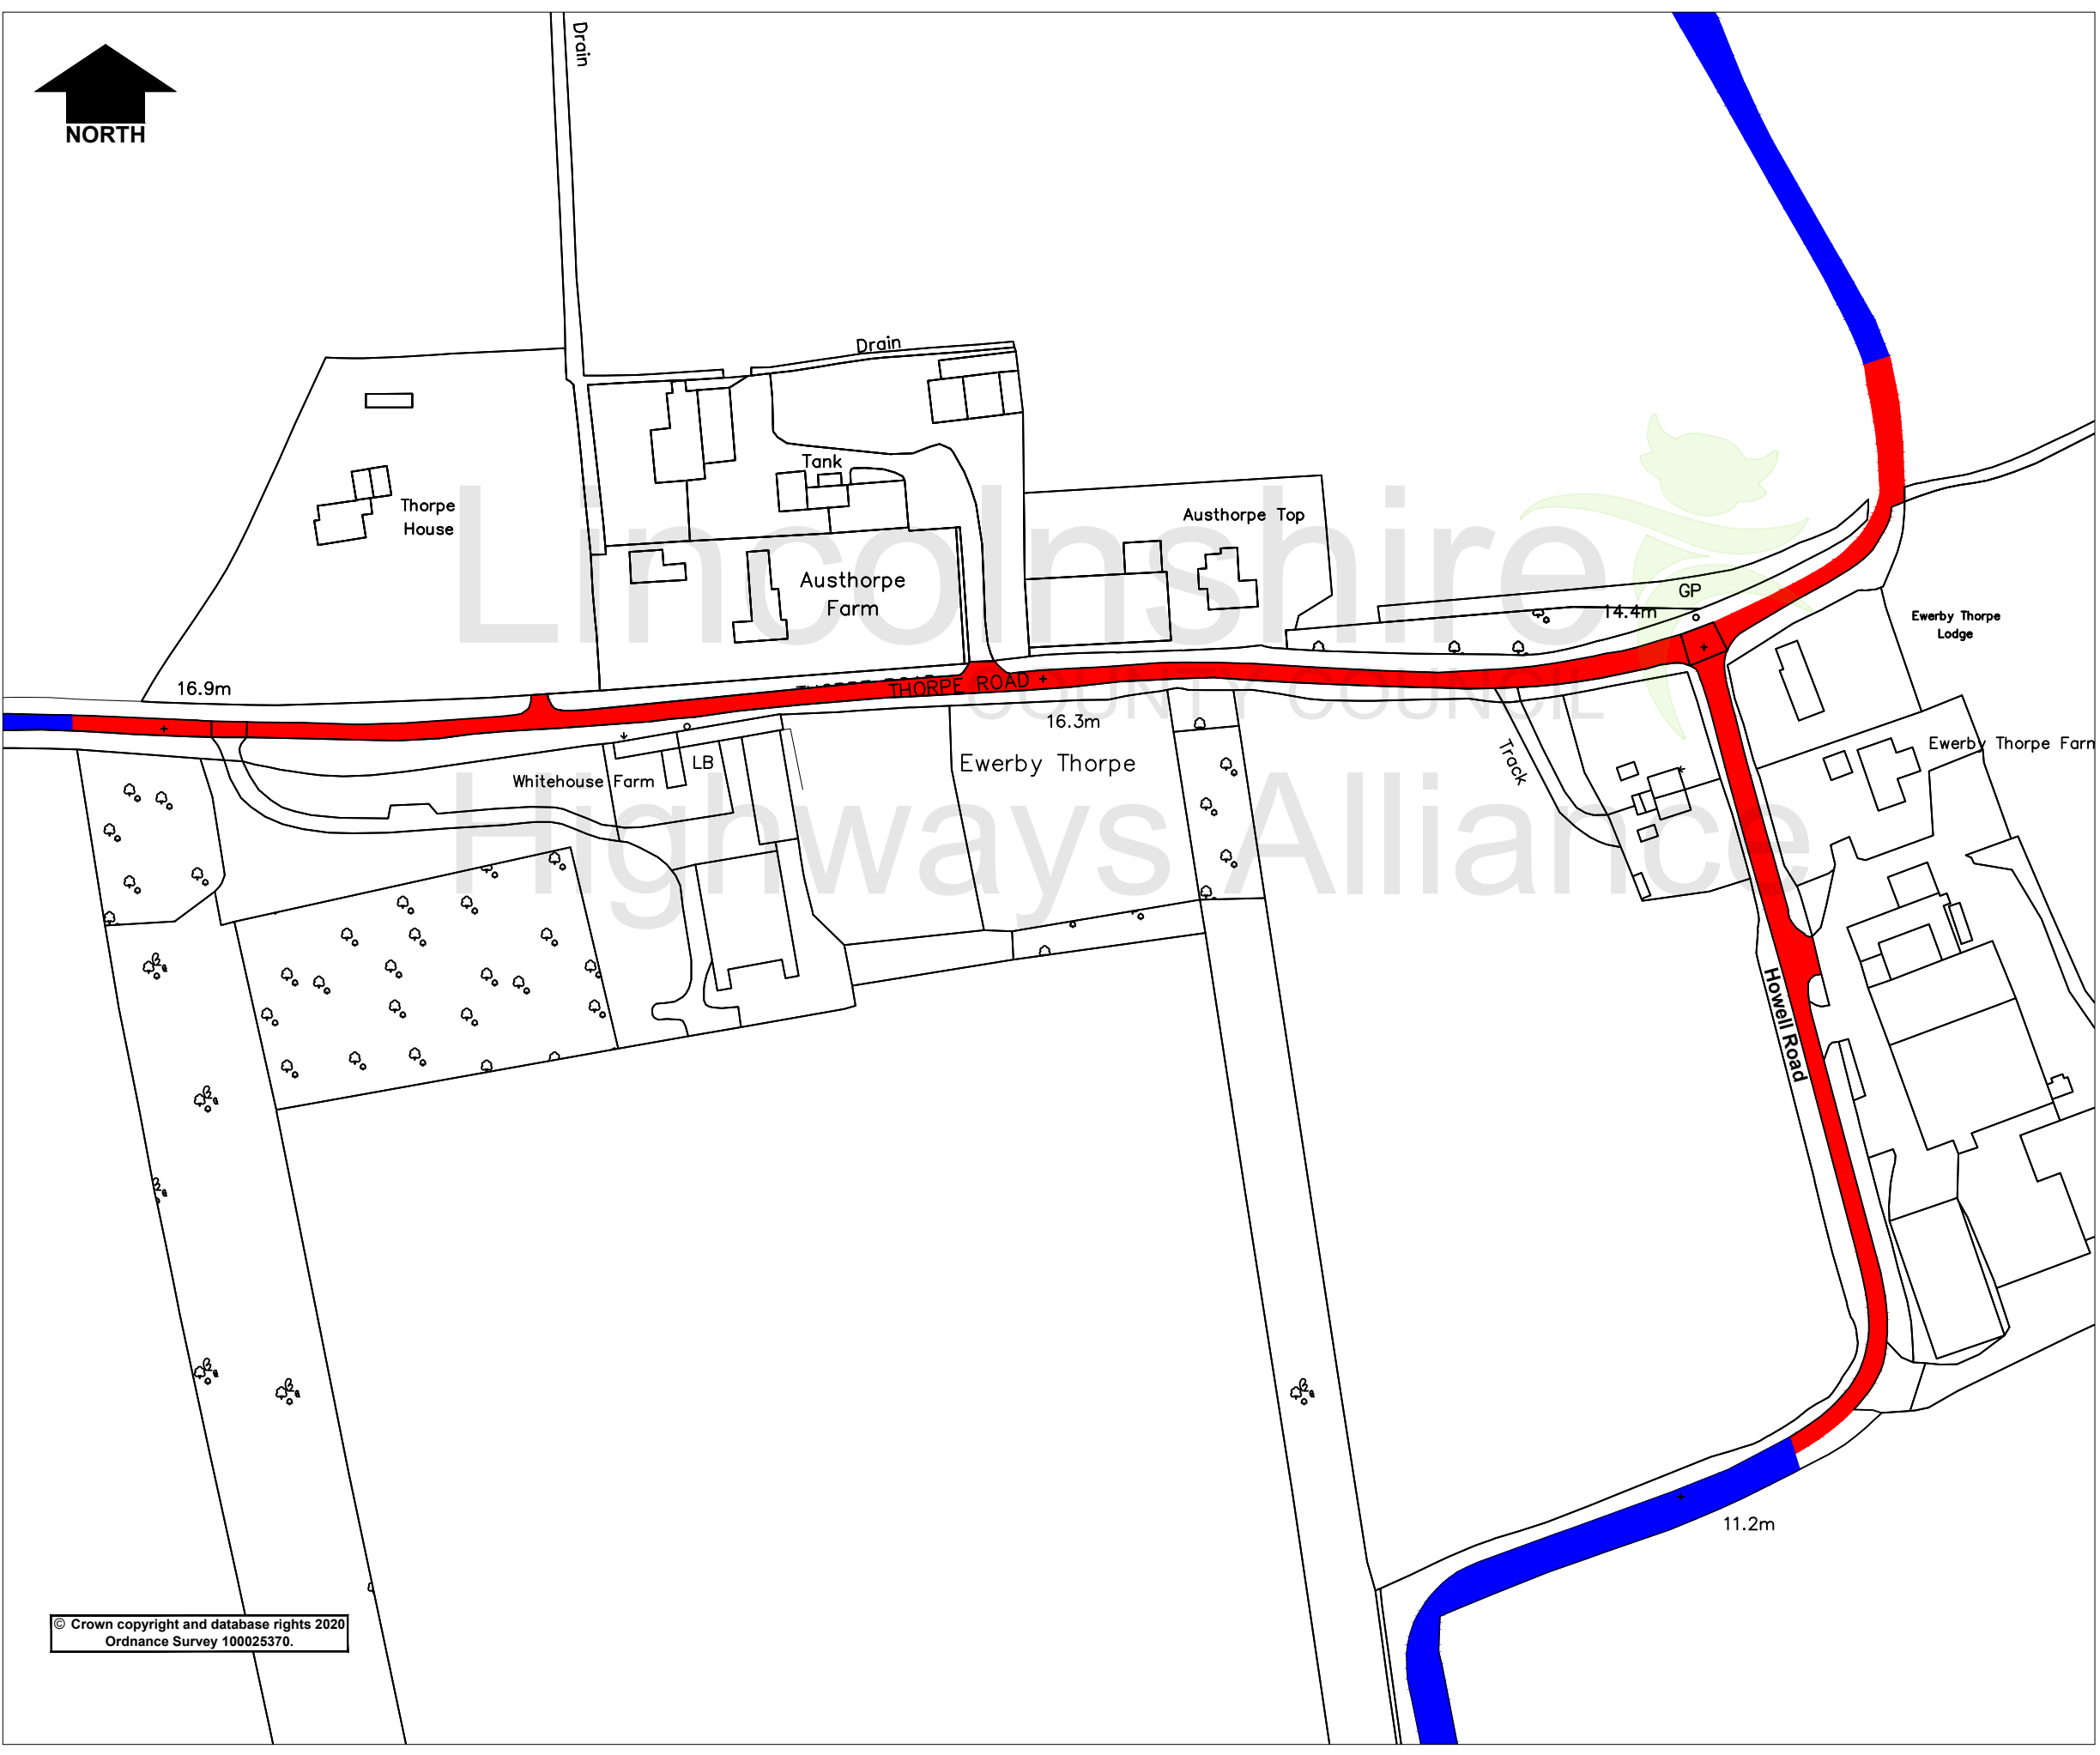 NORTH
Drain
Drain
Tank
Thorpe
House
Austhorpe Top
Austhorpe
Farm
GP
14.4m
Ewerby Thorpe
Lodge
16.9m
THORPE ROAD
16.3m
Whitehouse Farm
LB
Ewerby Thorpe
Track
Ewerby Thorpe Farm
Howell Road
11.2m
Lincolnshire
COUNTY COUNCIL
Highways Alliance
© Crown copyright and database rights 2020
Ordnance Survey 100025370.